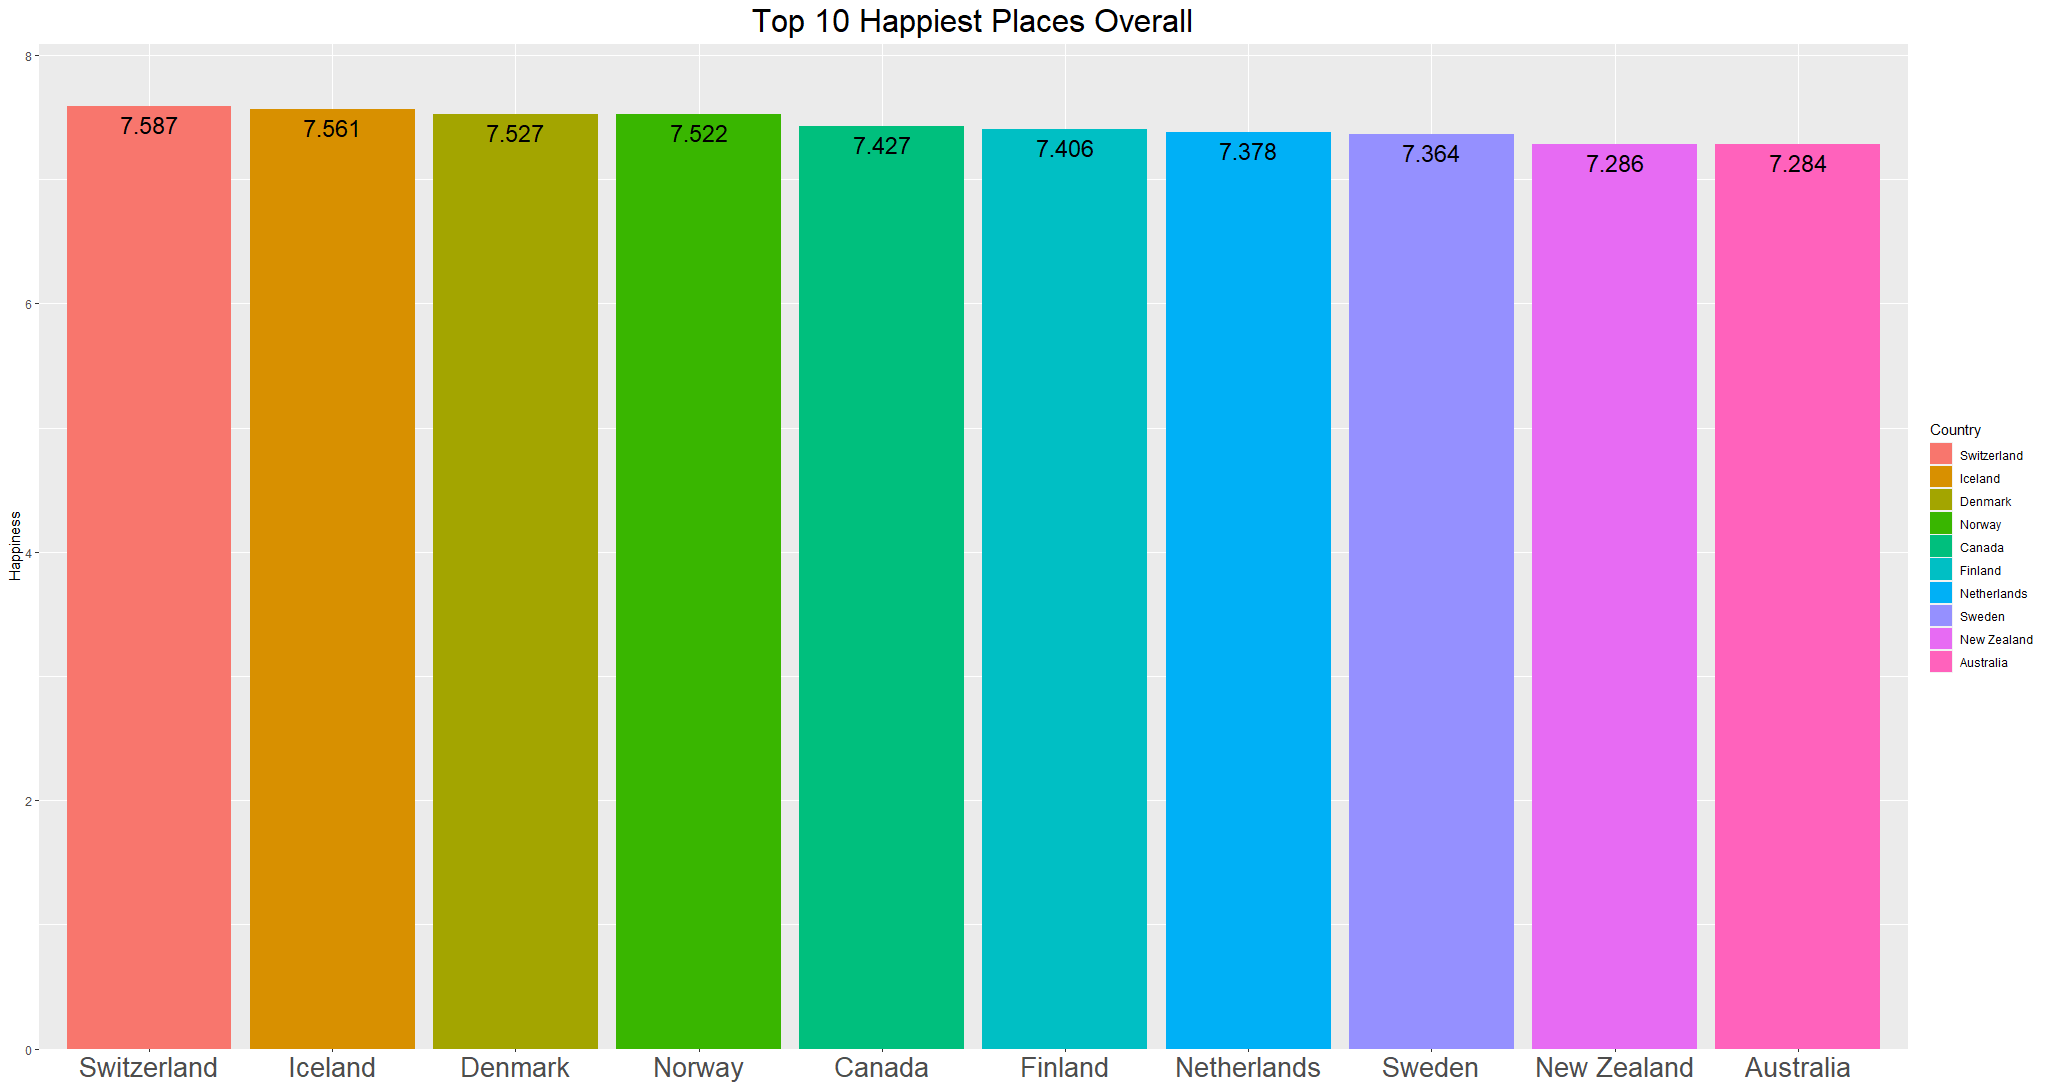 Top 10 Happiest Places Overall
8
6
4
2
0
Happiness
7.587 7.561 7.527 7.522 7.427 7.406 7.378 7.364 7.286 7.284
Switzerland Iceland Denmark Norway Canada Finland Netherlands Sweden New Zealand Australia
Country
Switzerland
Iceland
Denmark
Norway
Canada
Finland
Netherlands
Sweden
New Zealand
Australia